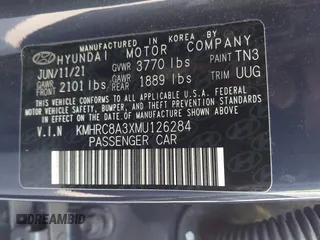 MANUFACTURED IN KOREA BY
HYUNDAI MOTOR COMPANY
JUN/11/21 GVWR 3770 lbs PAINT TN3
GAWR FRONT 2101 lbs GAWR REAR 1889 lbs TRIM UUG
THIS VEHICLE CONFORMS TO ALL APPLICABLE U.S.A. FEDERAL
MOTOR VEHICLE SAFETY, BUMPER, AND THEFT PREVENTION
STANDARDS IN EFFECT ON THE DATE OF MANUFACTURE SHOWN ABOVE.
V.I.N KMHRC8A3XMU126284
PASSENGER CAR
DREAMBID